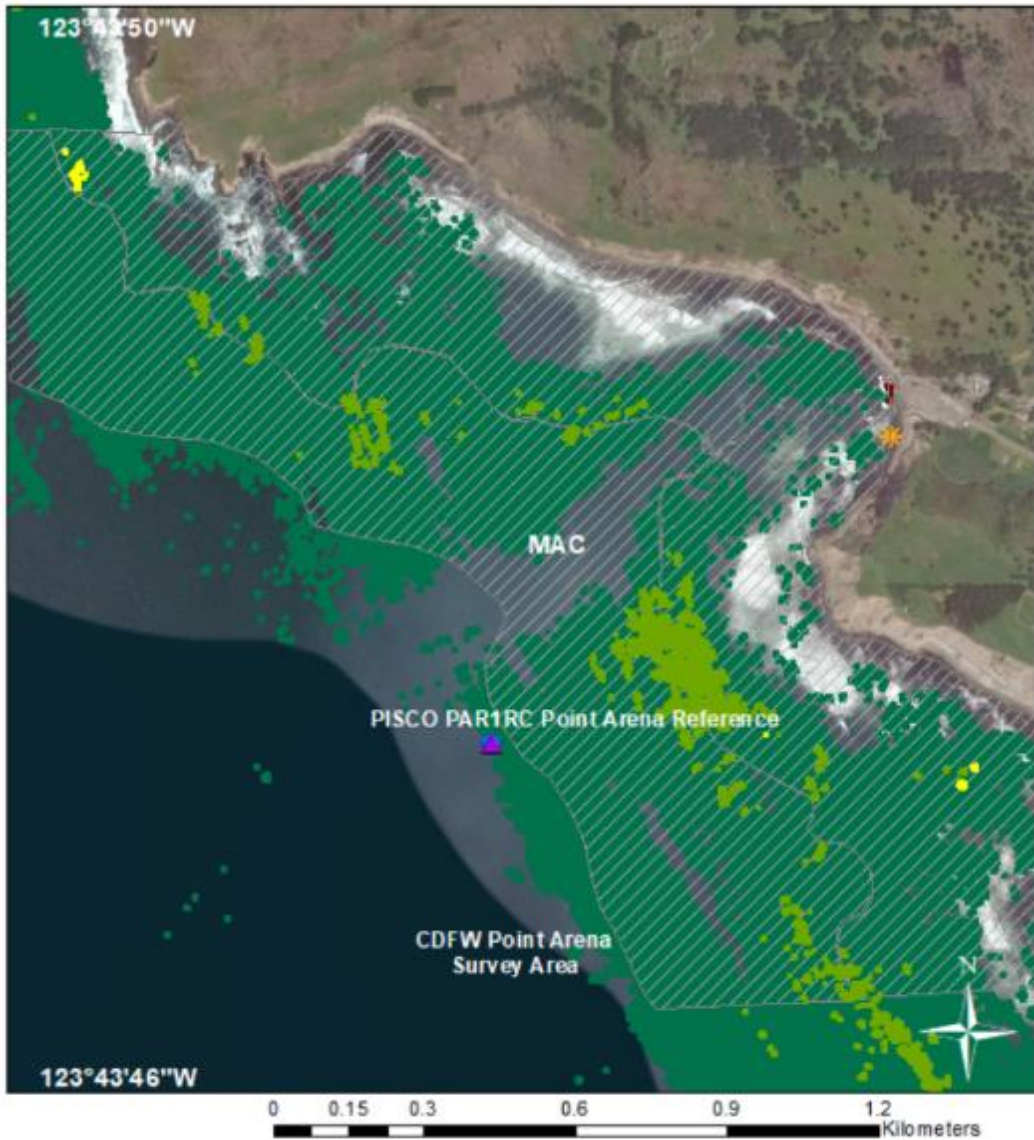 123°43'50"W
MAC
PISCO PAR1RC Point Arena Reference
CDFW Point Arena
Survey Area
N
123°43'46"W
0 0.15 0.3 0.6 0.9 1.2
Kilometers